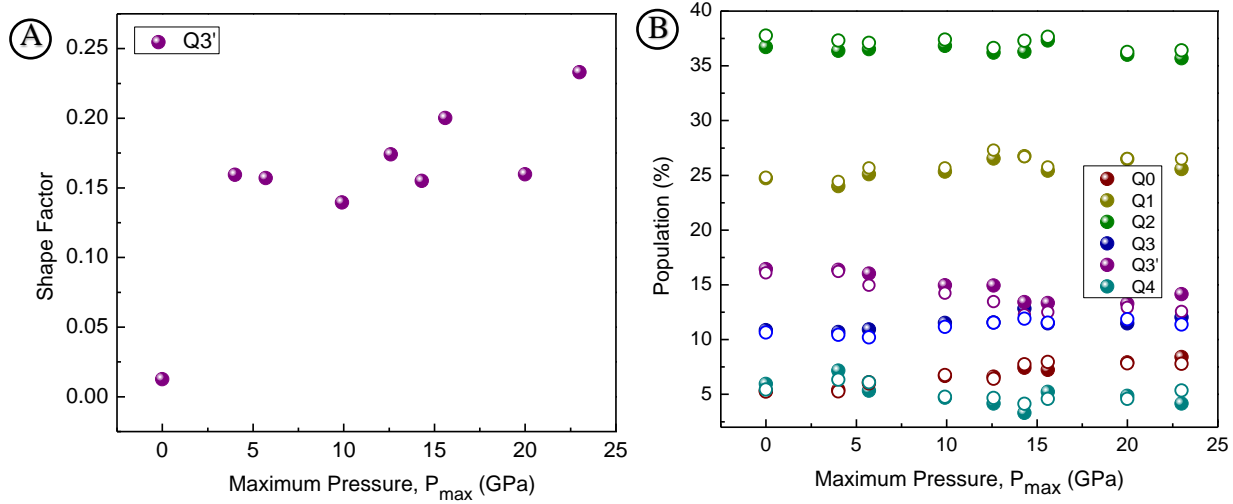 A
Q3'
0.25
0.20
0.15
0.10
0.05
0.00
Shape Factor
0 5 10 15 20 25
Maximum Pressure, Pmax (GPa)
B
40
35
30
25
20
15
10
5
Population (%)
Q0
Q1
Q2
Q3
Q3'
Q4
0 5 10 15 20 25
Maximum Pressure, Pmax (GPa)